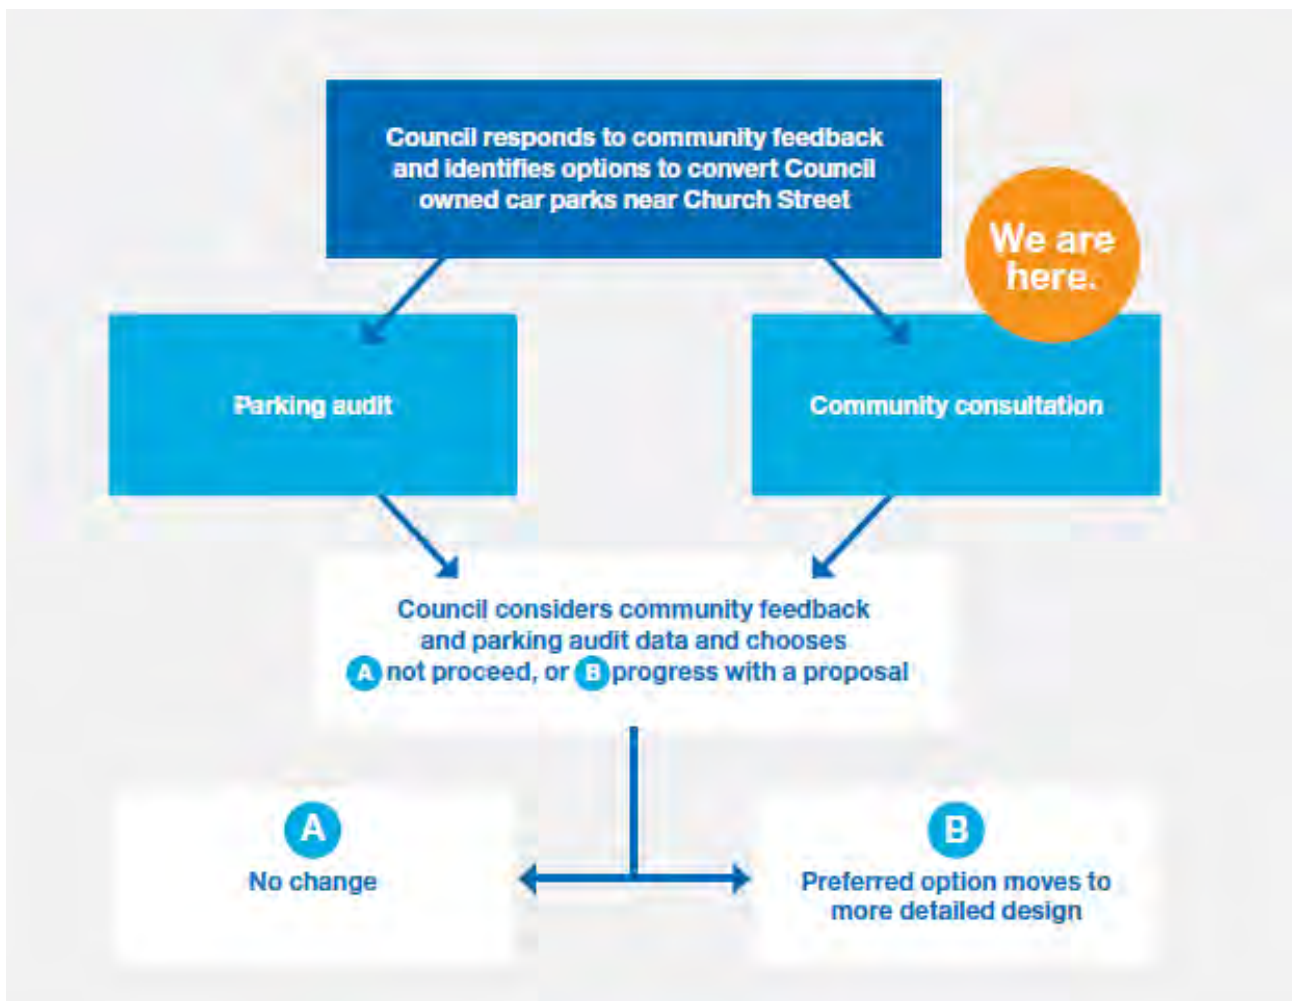 Council responds to community feedback
and identifies options to convert Council
owned car parks near Church Street
We are
here.
Parking audit
Community consultation
Council considers community feedback
and parking audit data and chooses
A not proceed, or B progress with a proposal
A
No change
B
Preferred option moves to
more detailed design